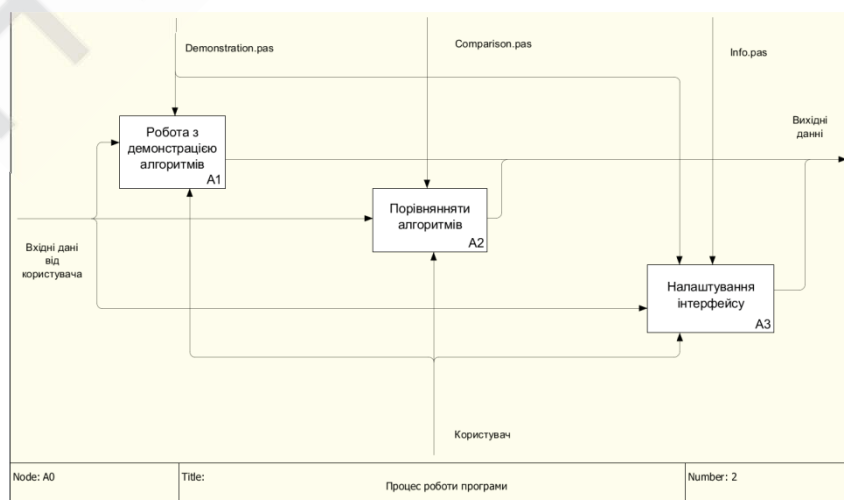 Demonstration.pas
Comparison.pas
Info.pas
Вихідні
данні
Робота з
демонстрацією
алгоритмів
A1
Порівнянняти
алгоритмів
A2
Вхідні дані
від
користувача
Налаштування
інтерфейсу
A3
Користувач
Node: A0
Title:
Процес роботи програми
Number: 2